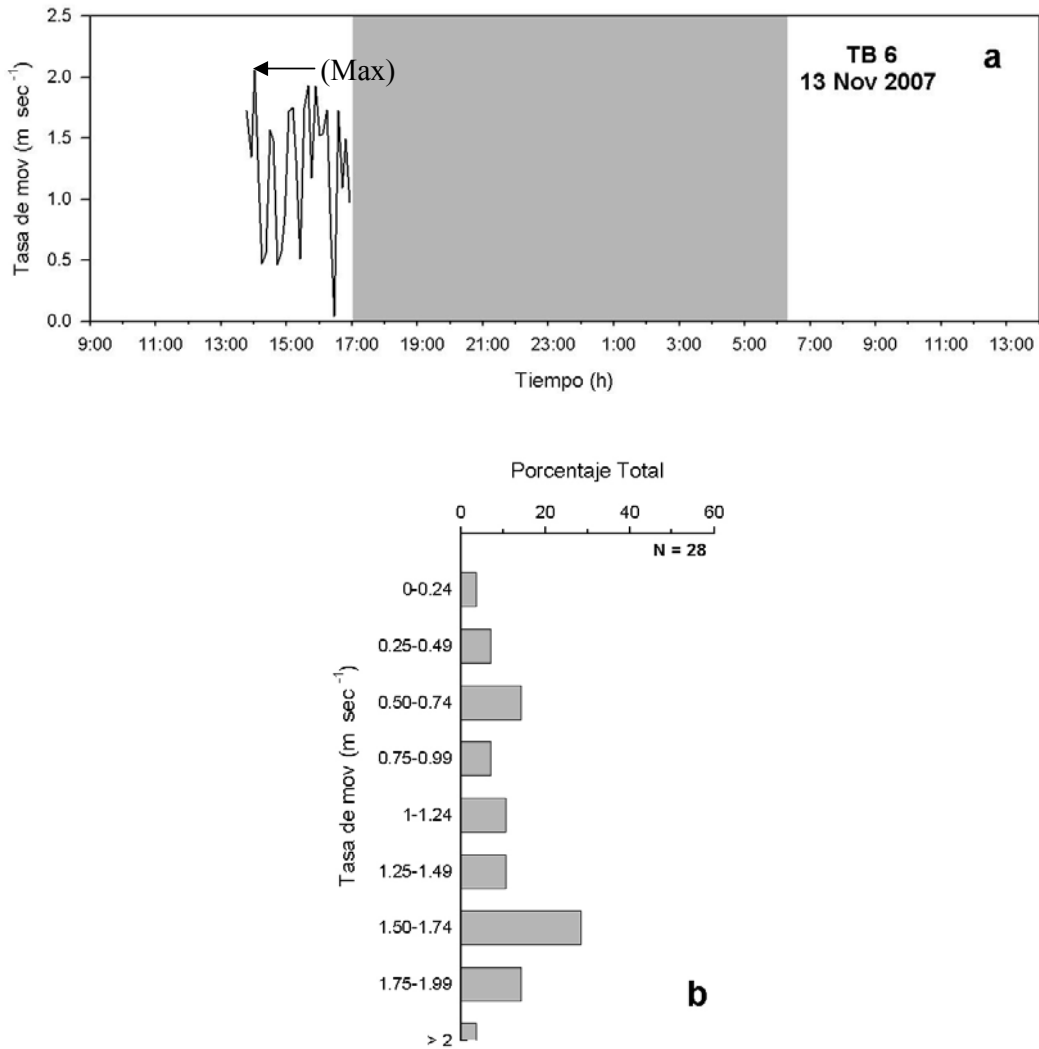 2.5
2.0
1.5
1.0
0.5
0.0
Tasa de mov (m sec⁻¹)
(Max)
TB 6
13 Nov 2007
a
9:00 11:00 13:00 15:00 17:00 19:00 21:00 23:00 1:00 3:00 5:00 7:00 9:00 11:00 13:00
Tiempo (h)
Porcentaje Total
0 20 40 60
N = 28
Tasa de mov (m sec⁻¹)
0-0.24
0.25-0.49
0.50-0.74
0.75-0.99
1-1.24
1.25-1.49
1.50-1.74
1.75-1.99
> 2
b